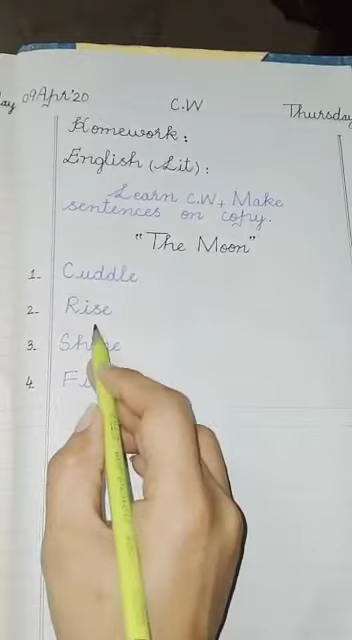 ay 09Apr'20 C.W Thursday
Homework:
English (Lit):
Learn C.W + Make
sentences on copy.
"The Moon"
1. Cuddle
2. Rise
3.
4.